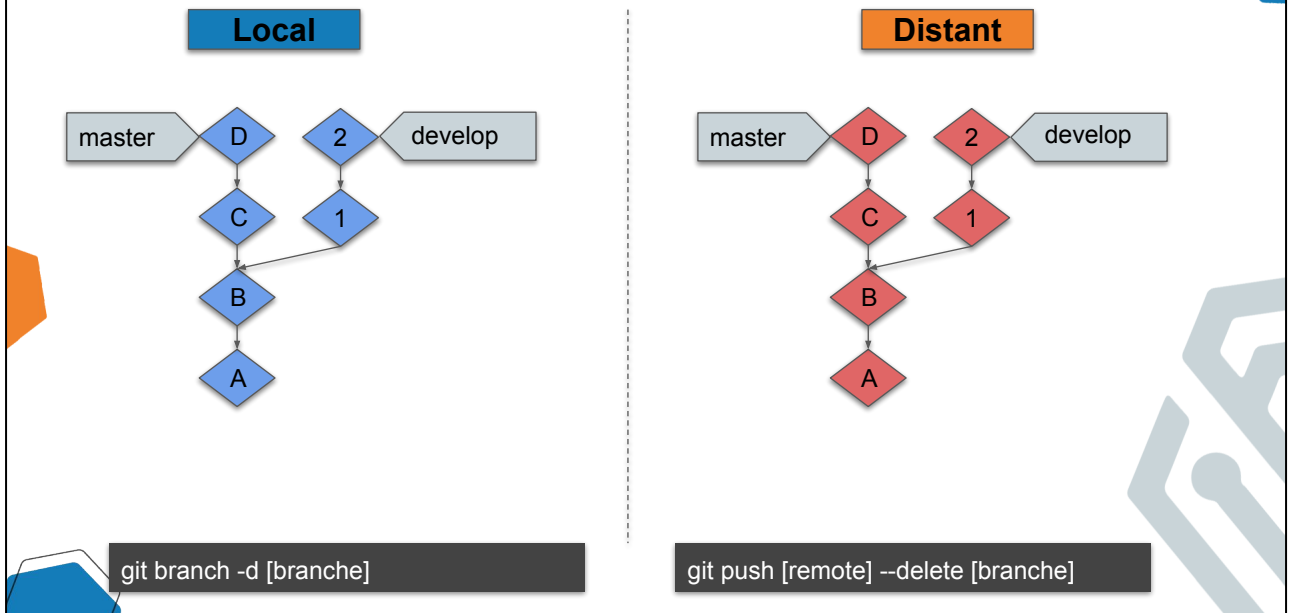 Local
Distant
master
D
2
develop
C
1
B
A
master
D
2
develop
C
1
B
A
git branch -d [branche]
git push [remote] --delete [branche]